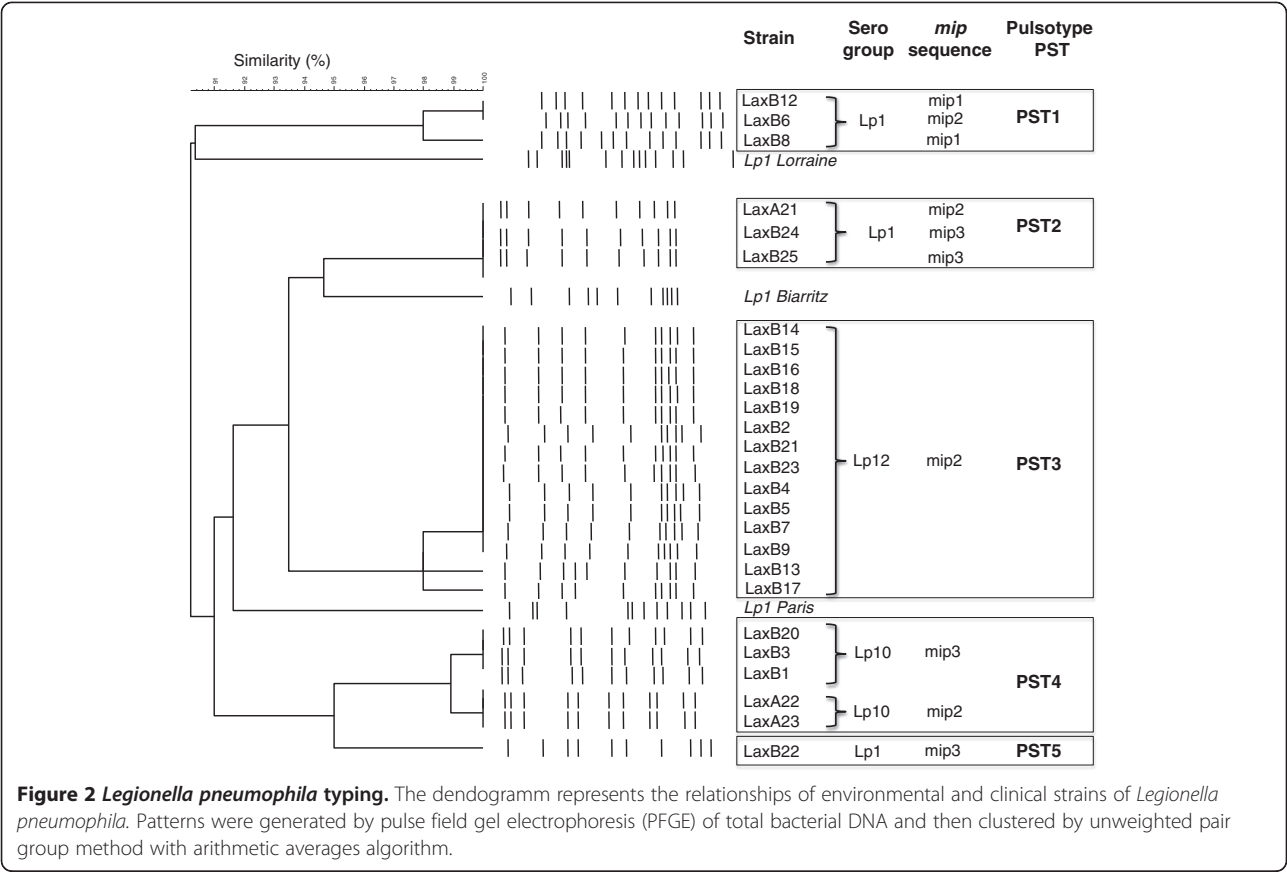 Strain Sero group mip sequence Pulsotype PST
Similarity (%)
91 92 93 94 95 96 97 98 99 100
LaxB12 mip1
LaxB6 Lp1 mip2 PST1
LaxB8 mip1
Lp1 Lorraine
LaxA21 mip2
LaxB24 Lp1 mip3 PST2
LaxB25 mip3
Lp1 Biarritz
LaxB14
LaxB15
LaxB16
LaxB18
LaxB19
LaxB2
LaxB21
LaxB23 Lp12 mip2 PST3
LaxB4
LaxB5
LaxB7
LaxB9
LaxB13
LaxB17
Lp1 Paris
LaxB20
LaxB3 Lp10 mip3
LaxB1
PST4
LaxA22
LaxA23 Lp10 mip2
LaxB22 Lp1 mip3 PST5
Figure 2 Legionella pneumophila typing. The dendogramm represents the relationships of environmental and clinical strains of Legionella
pneumophila. Patterns were generated by pulse field gel electrophoresis (PFGE) of total bacterial DNA and then clustered by unweighted pair
group method with arithmetic averages algorithm.